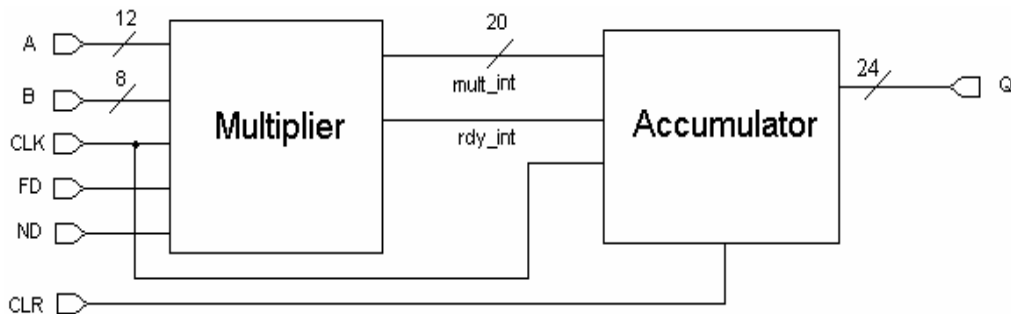 A
12
20
B
8
mult_int
24
Q
CLK
Multiplier
rdy_int
Accumulator
FD
ND
CLR